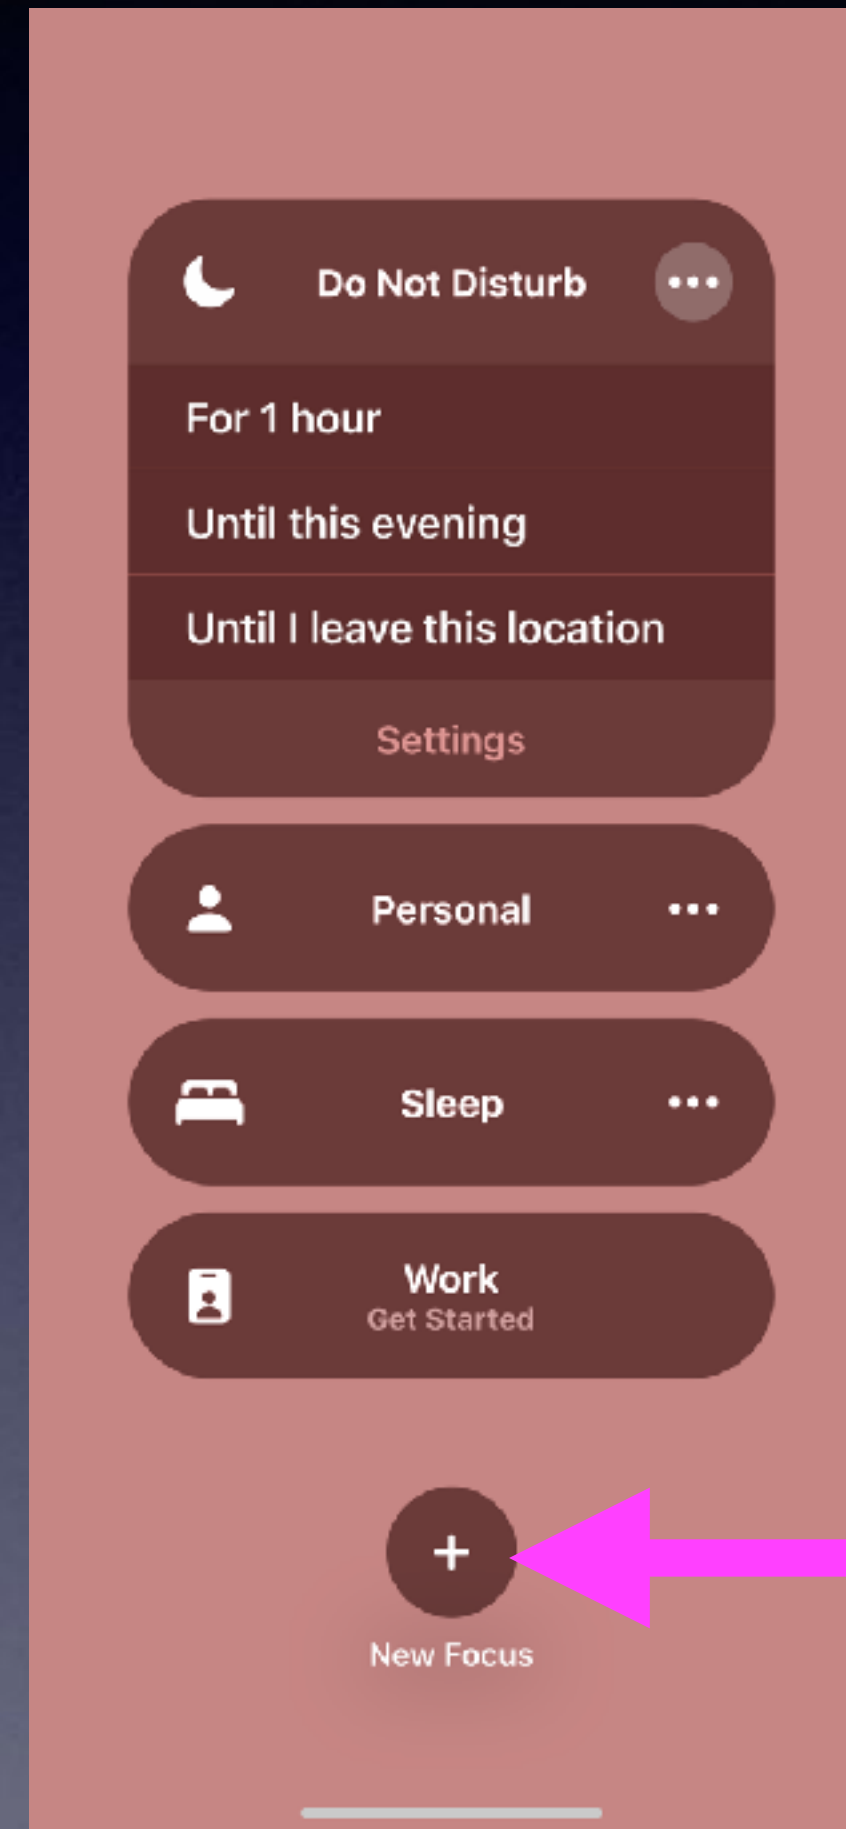 Do Not Disturb
For 1 hour
Until this evening
Until I leave this location
Settings
Personal
Sleep
Work
Get Started
New Focus